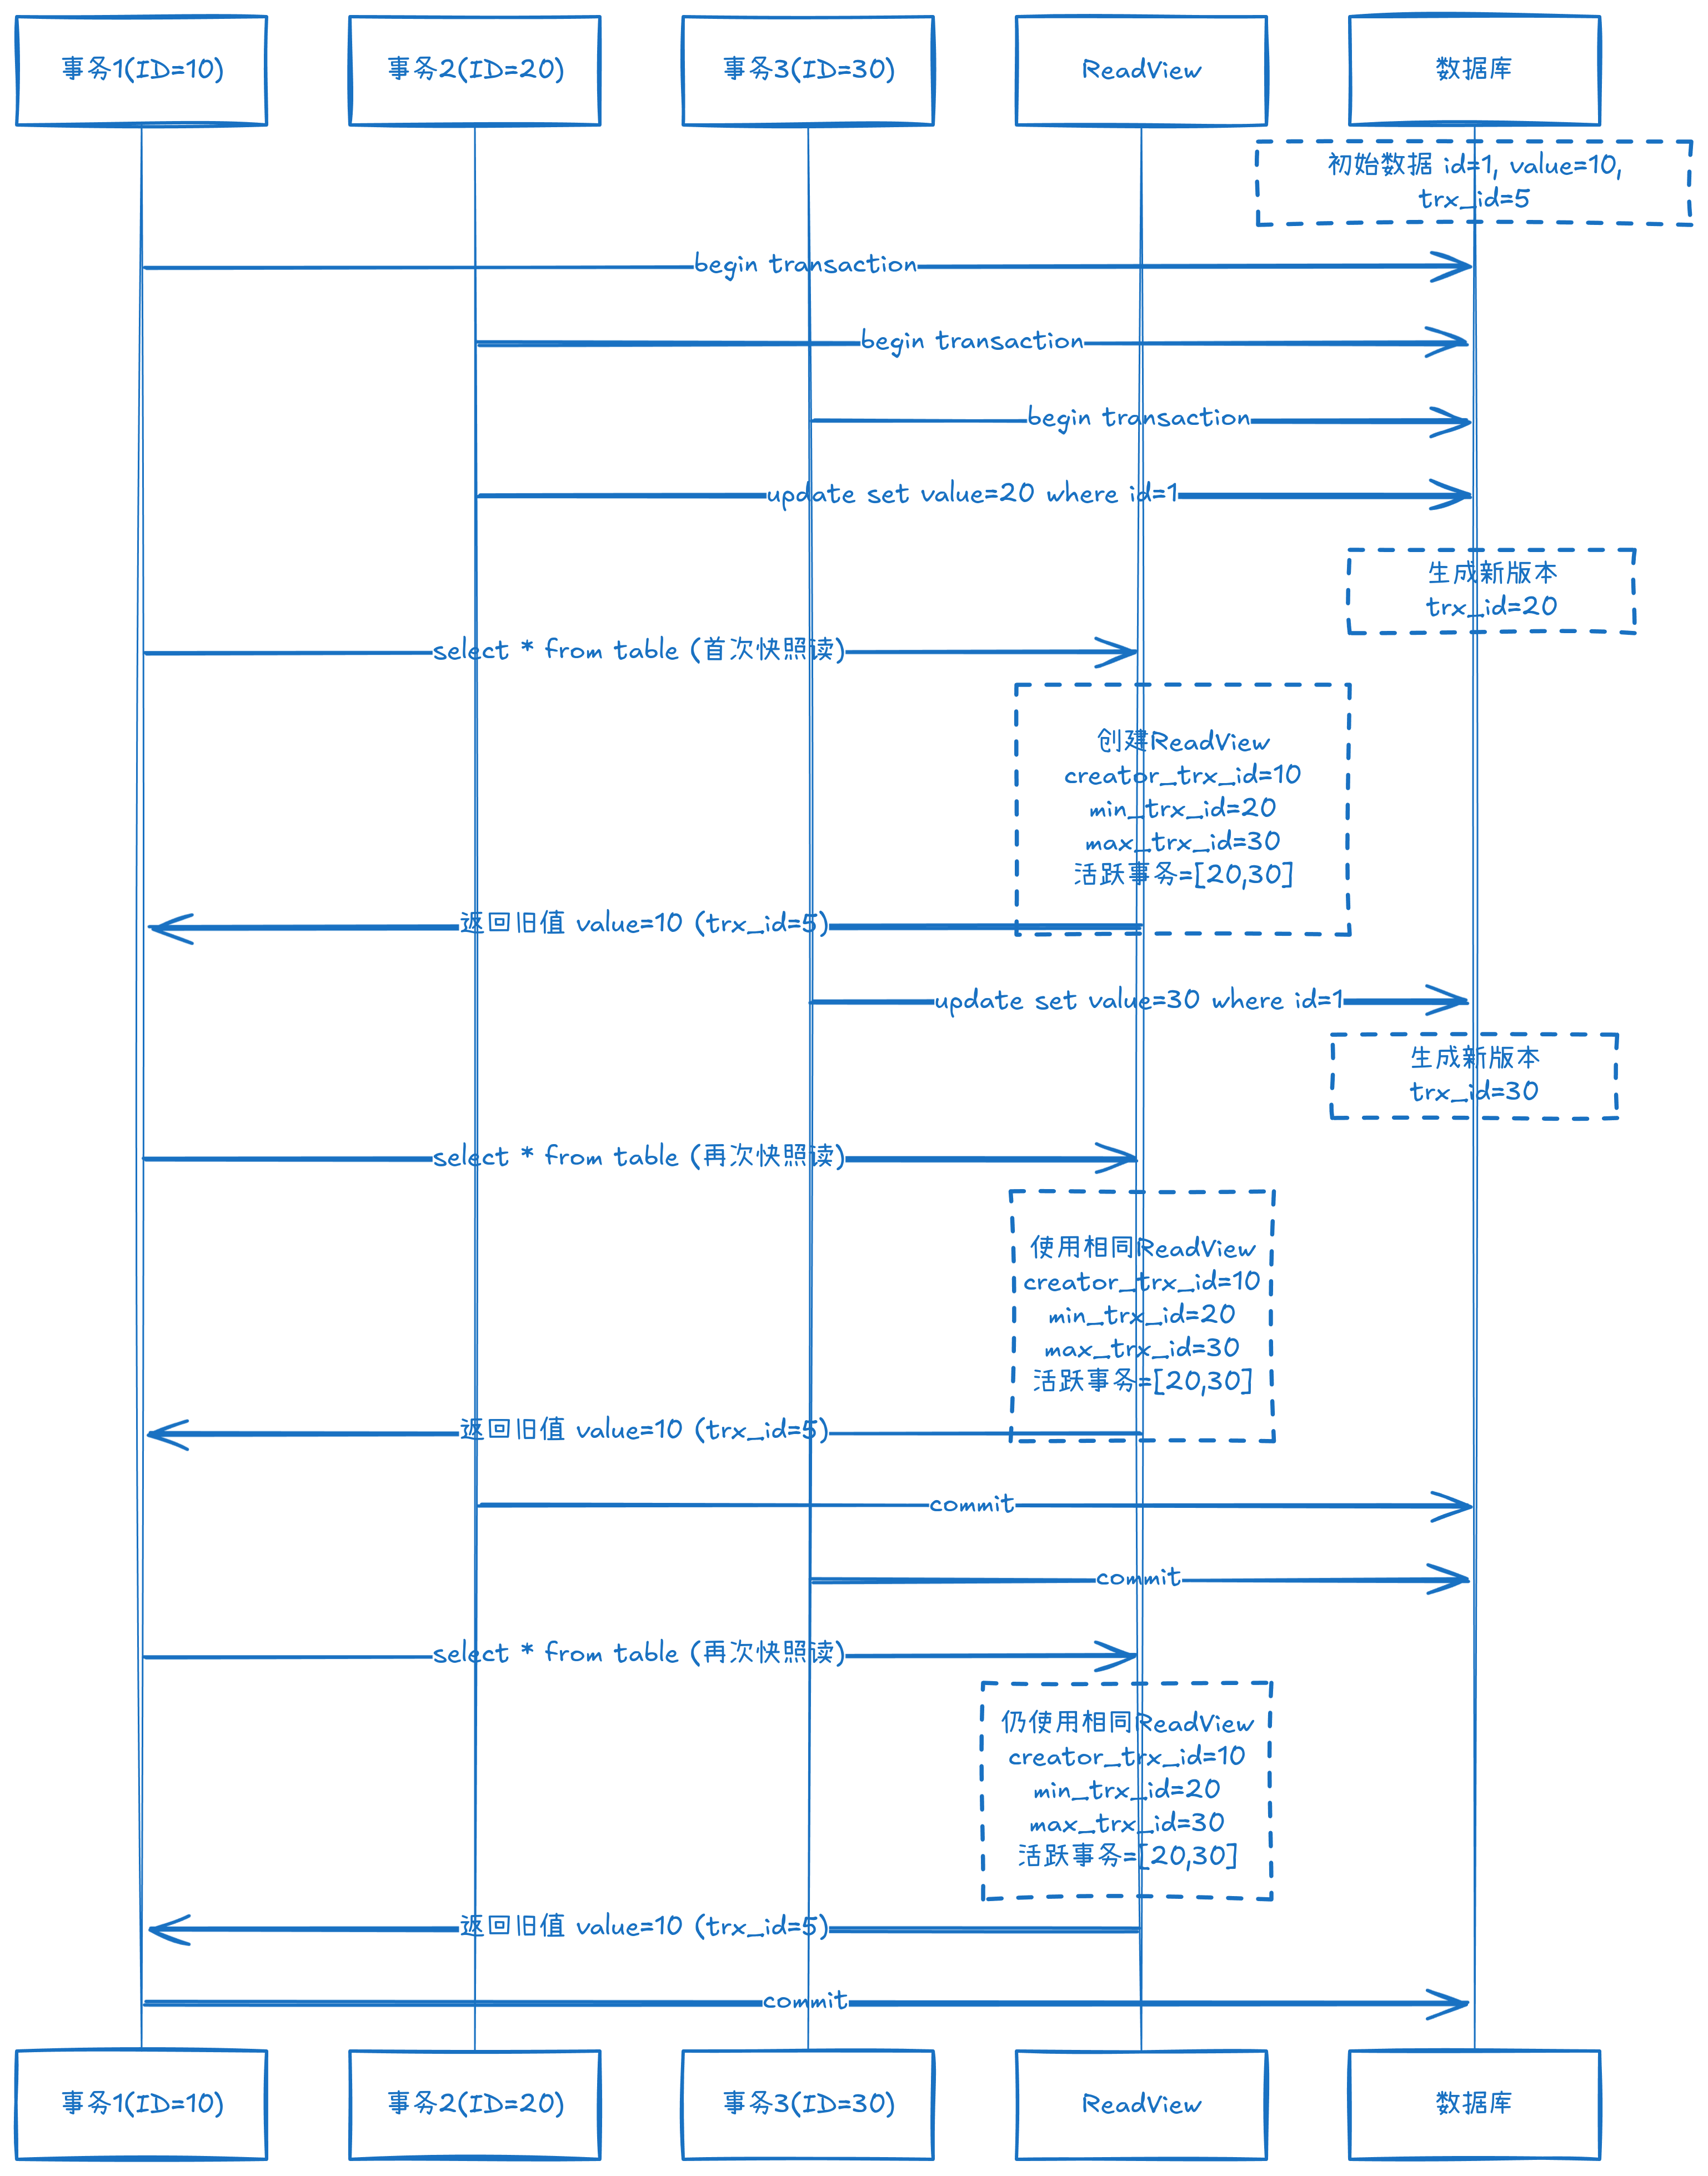 事务1(ID=10)
事务2(ID=20)
事务3(ID=30)
ReadView
数据库
初始数据 id=1, value=10,
trx_id=5
begin transaction
begin transaction
begin transaction
update set value=20 where id=1
生成新版本
trx_id=20
select * from table (首次快照读)
创建ReadView
creator_trx_id=10
min_trx_id=20
max_trx_id=30
活跃事务=[20,30]
返回旧值 value=10 (trx_id=5)
update set value=30 where id=1
生成新版本
trx_id=30
select * from table (再次快照读)
使用相同ReadView
creator_trx_id=10
min_trx_id=20
max_trx_id=30
活跃事务=[20,30]
返回旧值 value=10 (trx_id=5)
commit
commit
select * from table (再次快照读)
仍使用相同ReadView
creator_trx_id=10
min_trx_id=20
max_trx_id=30
活跃事务=[20,30]
返回旧值 value=10 (trx_id=5)
commit
事务1(ID=10)
事务2(ID=20)
事务3(ID=30)
ReadView
数据库